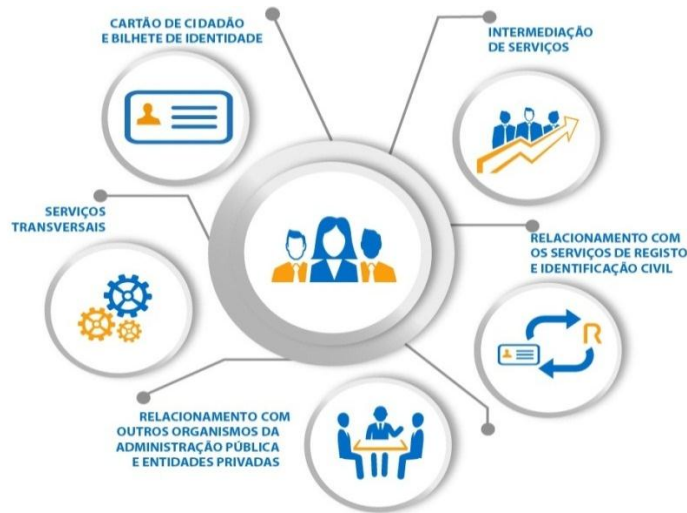 CARTÃO DE CIDADÃO
E BILHETE DE IDENTIDADE
INTERMEDIAÇÃO
DE SERVIÇOS
SERVIÇOS
TRANSVERSAIS
RELACIONAMENTO COM
OS SERVIÇOS DE REGISTO
E IDENTIFICAÇÃO CIVIL
R
RELACIONAMENTO COM
OUTROS ORGANISMOS DA
ADMINISTRAÇÃO PÚBLICA
E ENTIDADES PRIVADAS